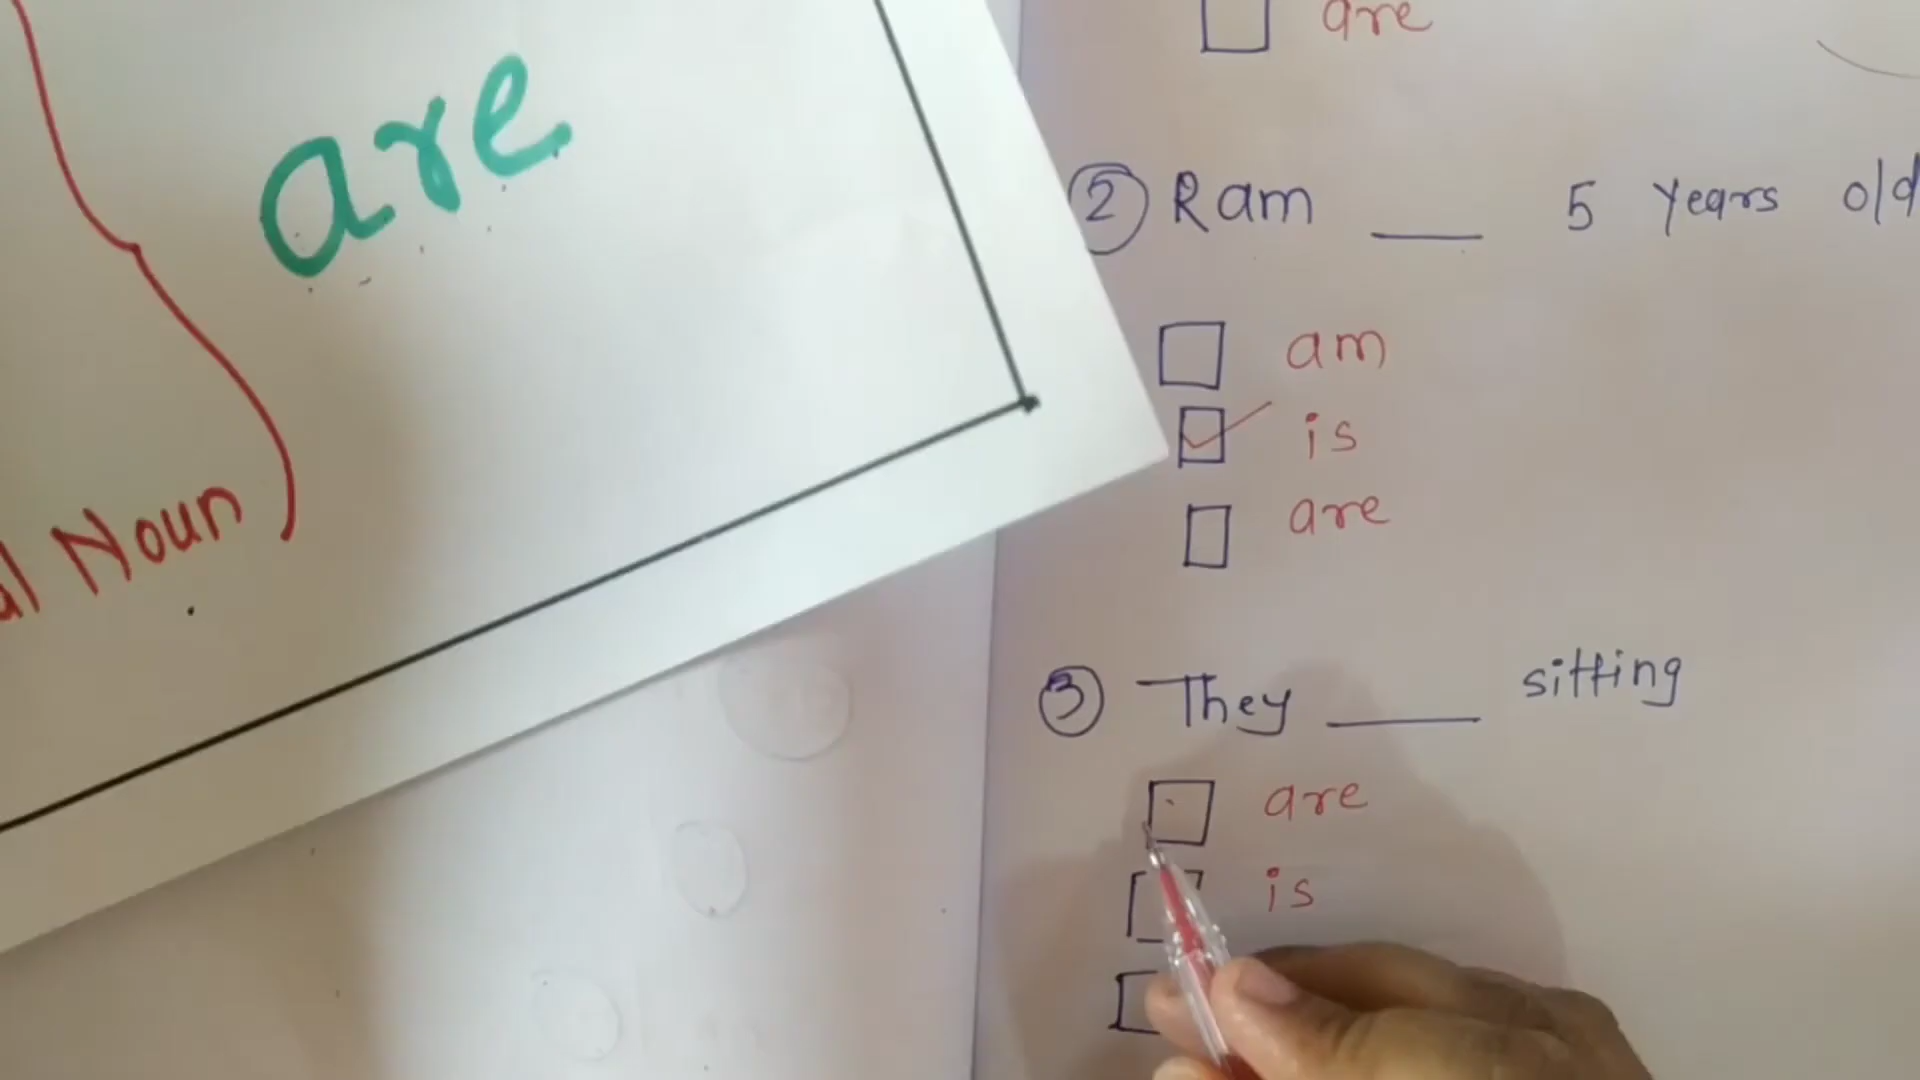 are
Noun
are
② Ram ___ 5 Years old
am
is
are
③ They ___ sitting
are
is